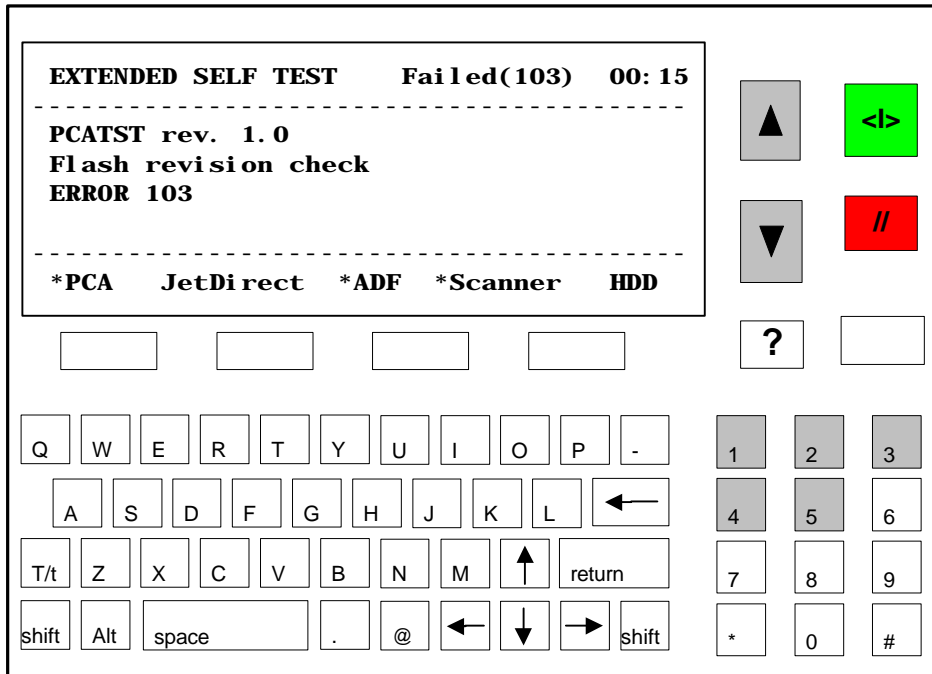 EXTENDED SELF TEST Failed(103) 00:15
------------------------------------------
PCATST rev. 1.0
Flash revision check
ERROR 103
------------------------------------------
*PCA JetDirect *ADF *Scanner HDD
<I>
//
?
Q W E R T Y U I O P -
A S D F G H J K L
T/t Z X C V B N M return
shift Alt space . @ shift
1 2 3
4 5 6
7 8 9
* 0 #